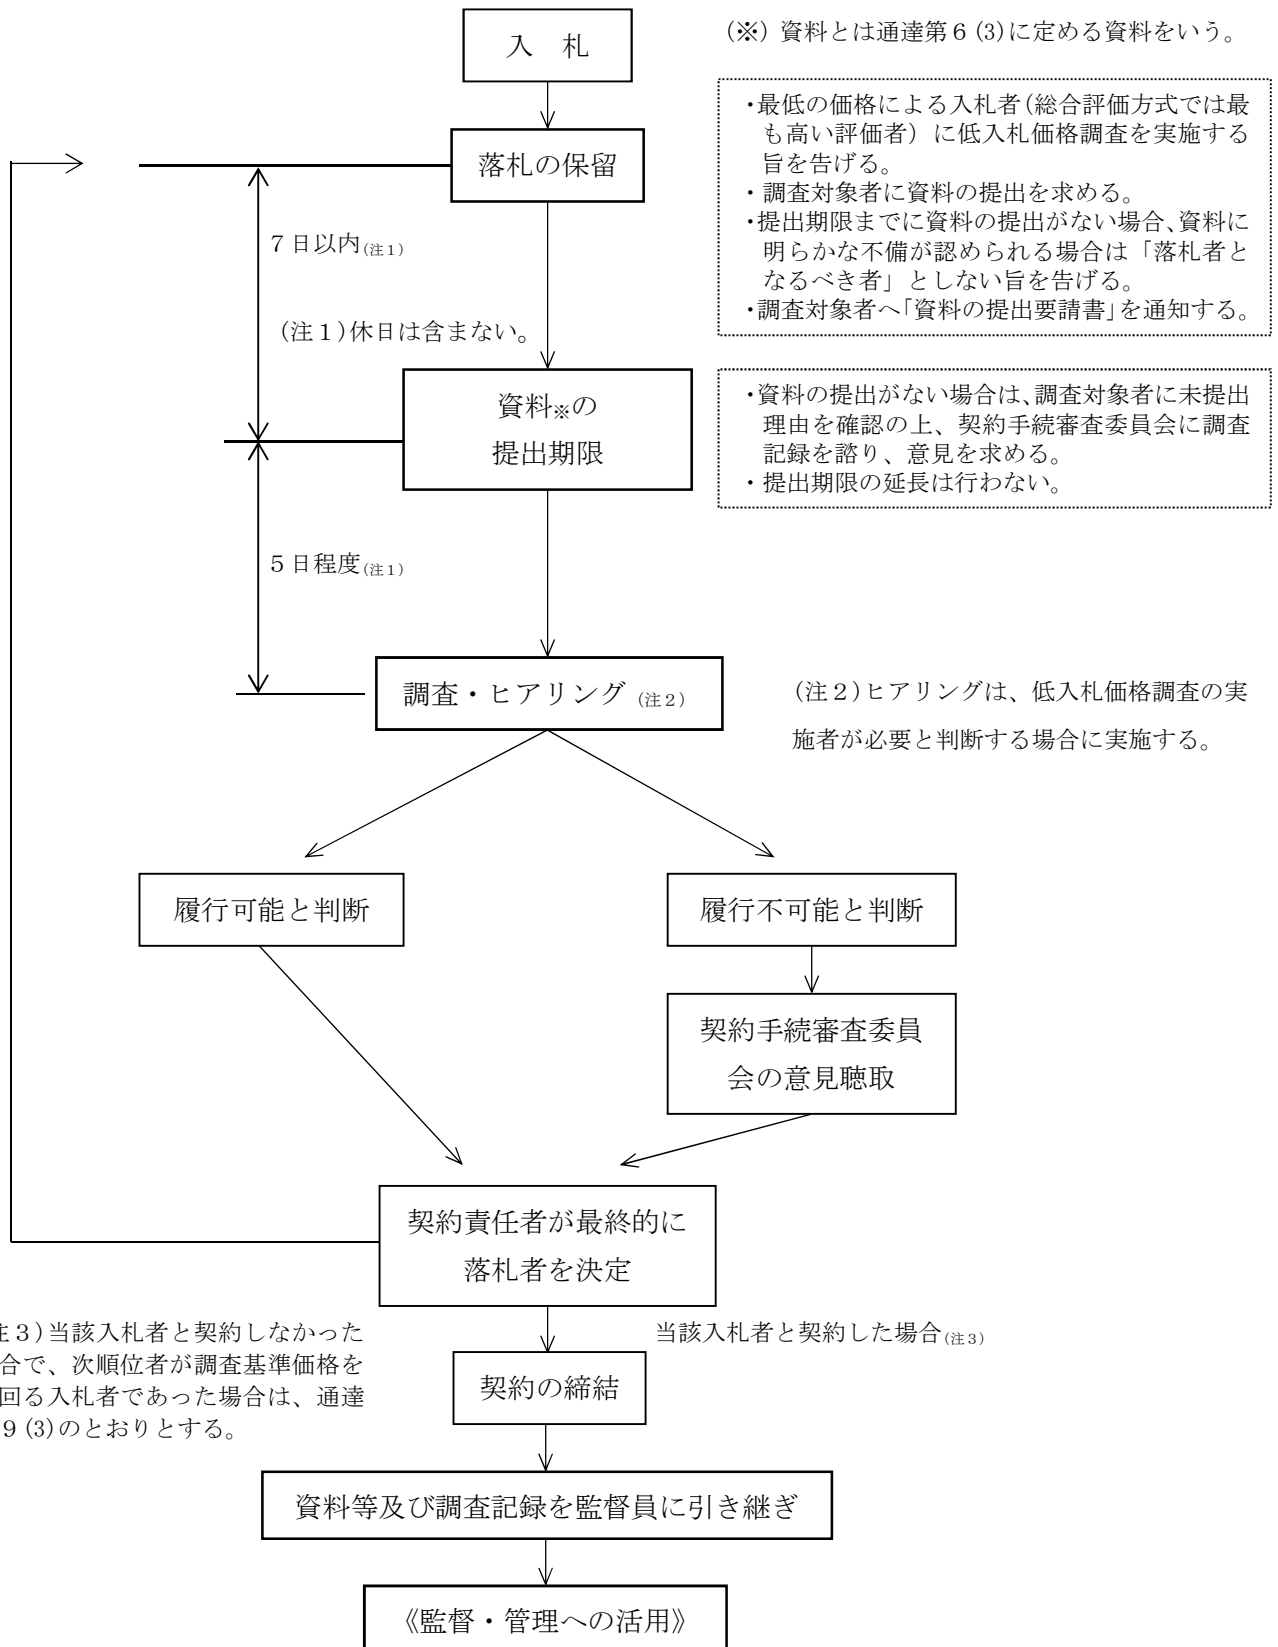 入　札
(※) 資料とは通達第６(3)に定める資料をいう。
・最低の価格による入札者(総合評価方式では最
も高い評価者) に低入札価格調査を実施する
旨を告げる。
・調査対象者に資料の提出を求める。
・提出期限までに資料の提出がない場合、資料に
明らかな不備が認められる場合は「落札者と
なるべき者」としない旨を告げる。
・調査対象者へ「資料の提出要請書」を通知する。
落札の保留
７日以内(注１)
(注１)休日は含まない。
資料※の
提出期限
・資料の提出がない場合は、調査対象者に未提出
理由を確認の上、契約手続審査委員会に調査
記録を諮り、意見を求める。
・提出期限の延長は行わない。
５日程度(注１)
調査・ヒアリング (注２)
(注２)ヒアリングは、低入札価格調査の実
施者が必要と判断する場合に実施する。
履行可能と判断
履行不可能と判断
契約手続審査委員
会の意見聴取
契約責任者が最終的に
落札者を決定
注３)当該入札者と契約しなかった
合で、次順位者が調査基準価格を
回る入札者であった場合は、通達
９(3)のとおりとする。
当該入札者と契約した場合(注３)
契約の締結
資料等及び調査記録を監督員に引き継ぎ
《監督・管理への活用》